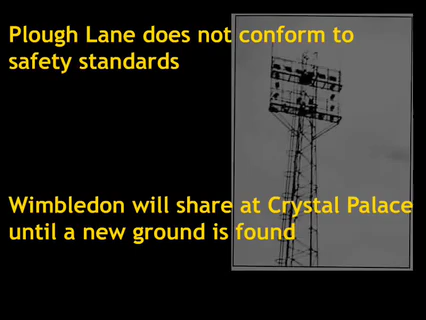 Plough Lane does not conform to
safety standards
Wimbledon will share at Crystal Palace
until a new ground is found